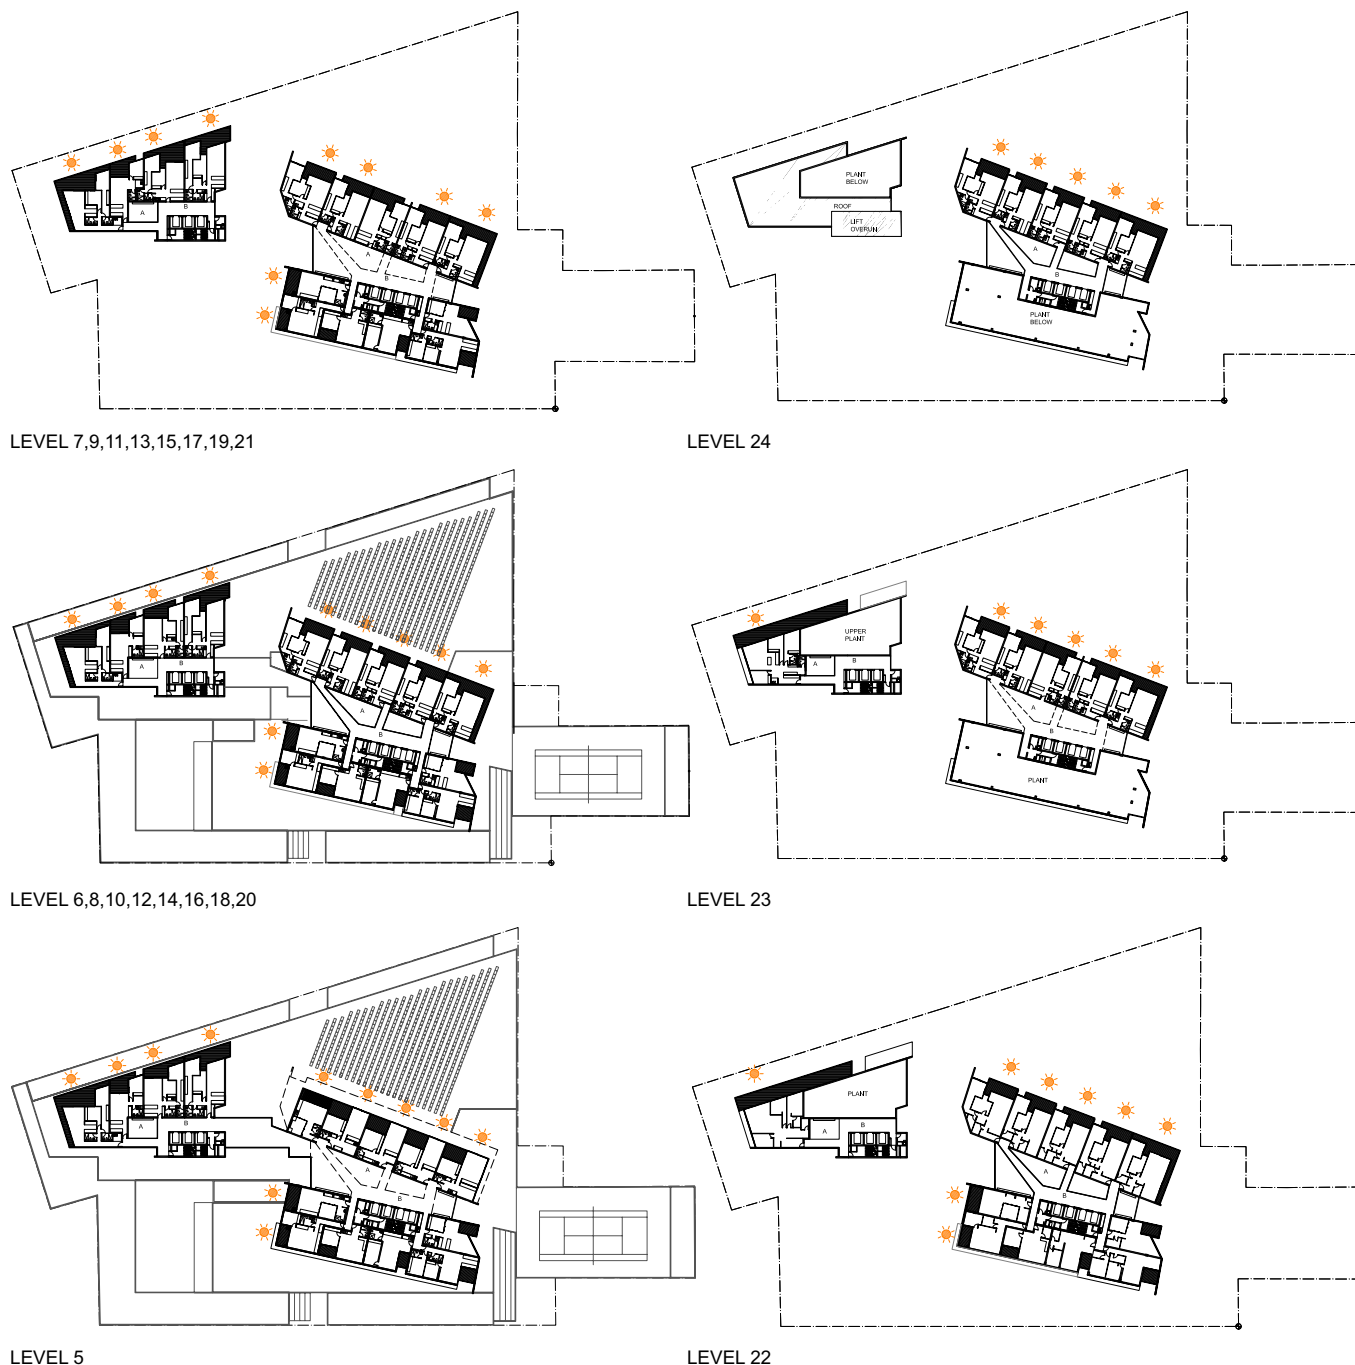 PLANT
BELOW
ROOF
LIFT
OVERUN
A
B
A
B
A
B
PLANT
BELOW
LEVEL 7,9,11,13,15,17,19,21
LEVEL 24
UPPER
PLANT
A
B
A
B
A
B
A
B
PLANT
LEVEL 6,8,10,12,14,16,18,20
LEVEL 23
PLANT
A
B
A
B
A
B
A
B
LEVEL 5
LEVEL 22